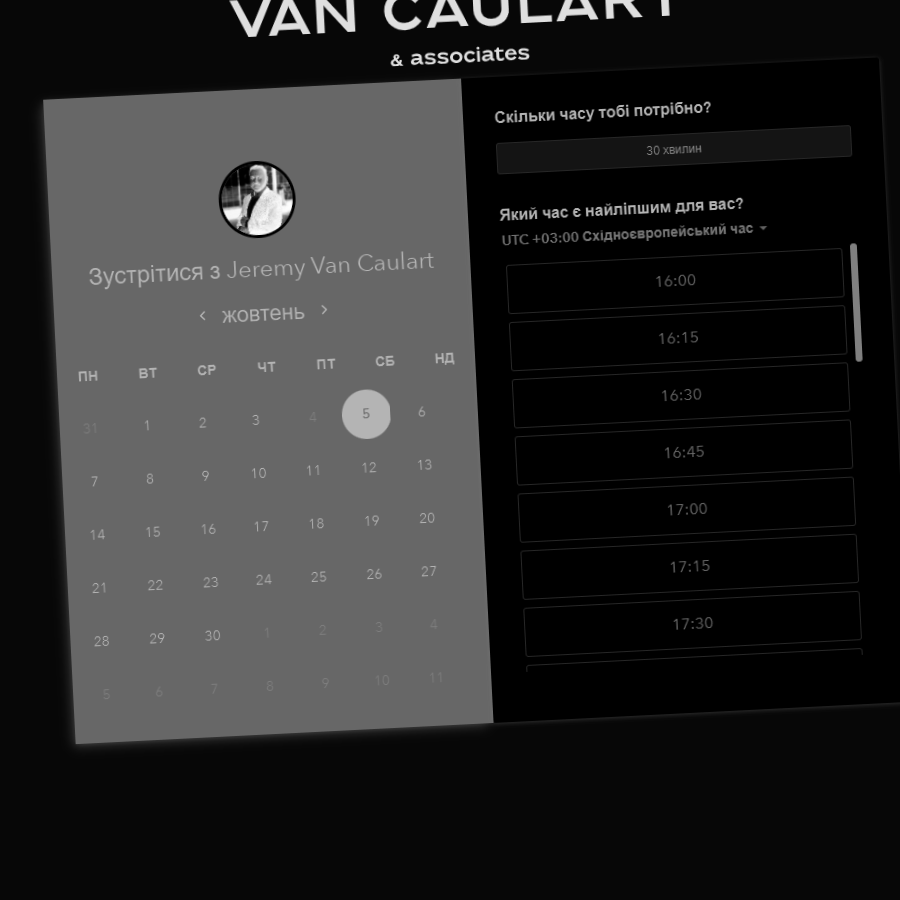 VAN CAULART
& associates
Зустрітися з Jeremy Van Caulart
жовтень
ПН ВТ СР ЧТ ПТ СБ НД
31 1 2 3 4 5 6
7 8 9 10 11 12 13
14 15 16 17 18 19 20
21 22 23 24 25 26 27
28 29 30 1 2 3 4
5 6 7 8 9 10 11
Скільки часу тобі потрібно?
30 хвилин
Який час є найліпшим для вас?
UTC +03:00 Східноєвропейський час
16:00
16:15
16:30
16:45
17:00
17:15
17:30